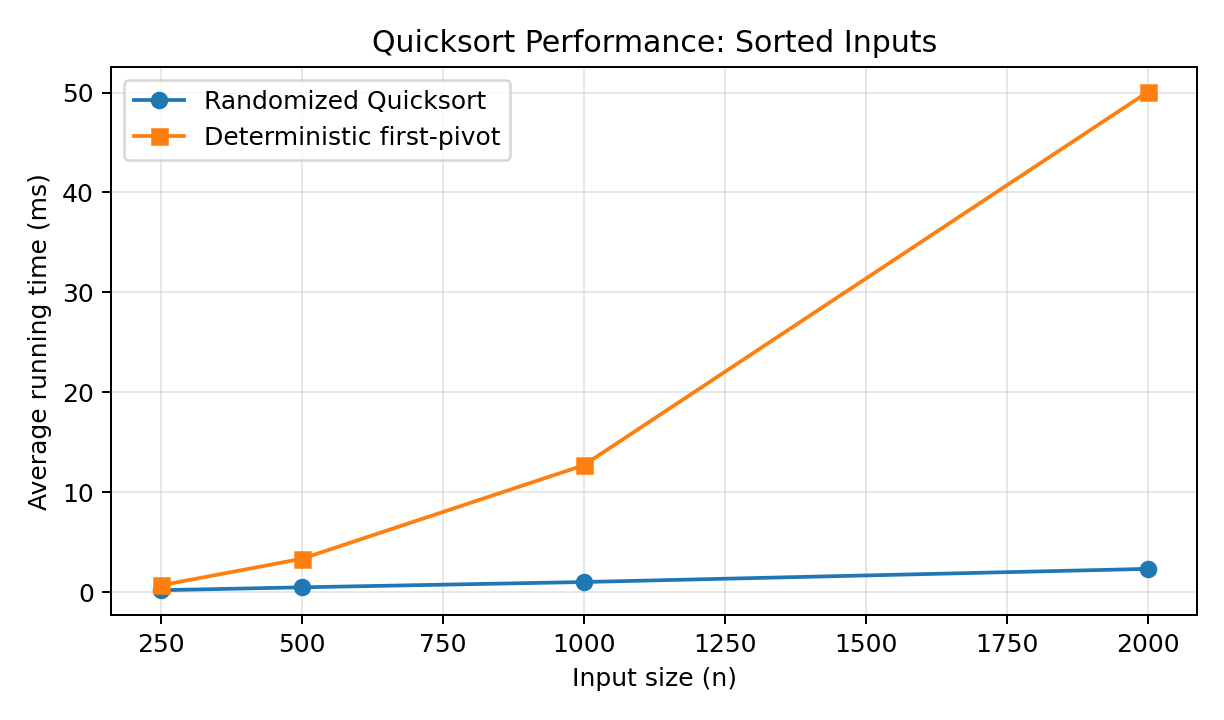 Quicksort Performance: Sorted Inputs
Randomized Quicksort
Deterministic first-pivot
Average running time (ms)
50
40
30
20
10
0
250 500 750 1000 1250 1500 1750 2000
Input size (n)